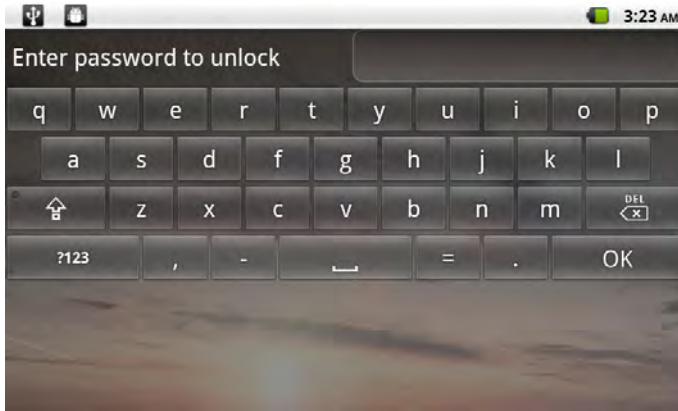 3:23 AM
Enter password to unlock
q w e r t y u i o p
a s d f g h j k l
z x c v b n m DEL
?123 , - = . OK